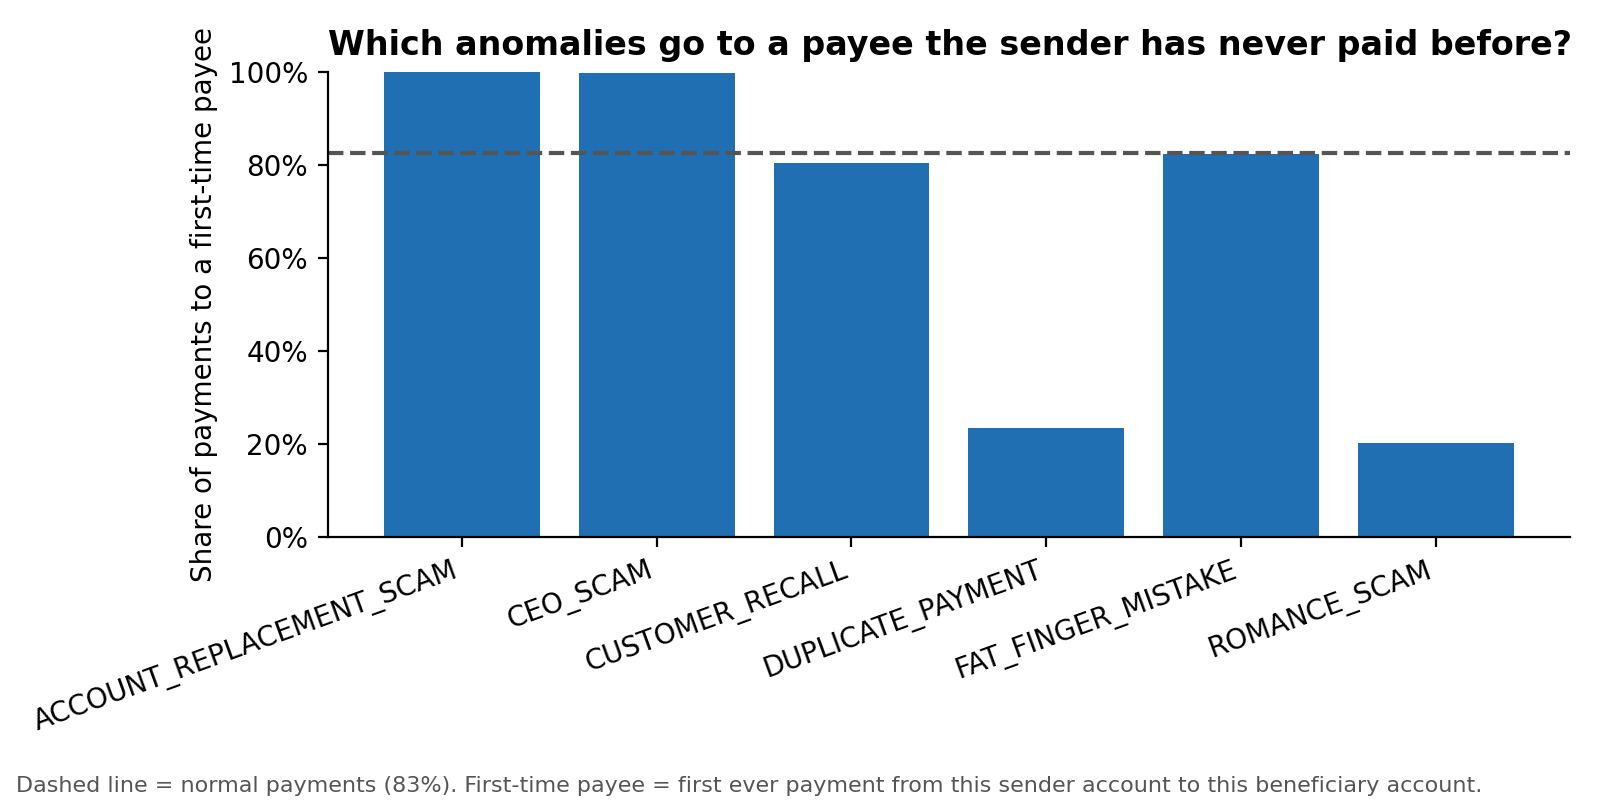 Which anomalies go to a payee the sender has never paid before?
Share of payments to a first-time payee
100%
80%
60%
40%
20%
0%
ACCOUNT_REPLACEMENT_SCAM
CEO_SCAM
CUSTOMER_RECALL
DUPLICATE_PAYMENT
FAT_FINGER_MISTAKE
ROMANCE_SCAM
Dashed line = normal payments (83%). First-time payee = first ever payment from this sender account to this beneficiary account.